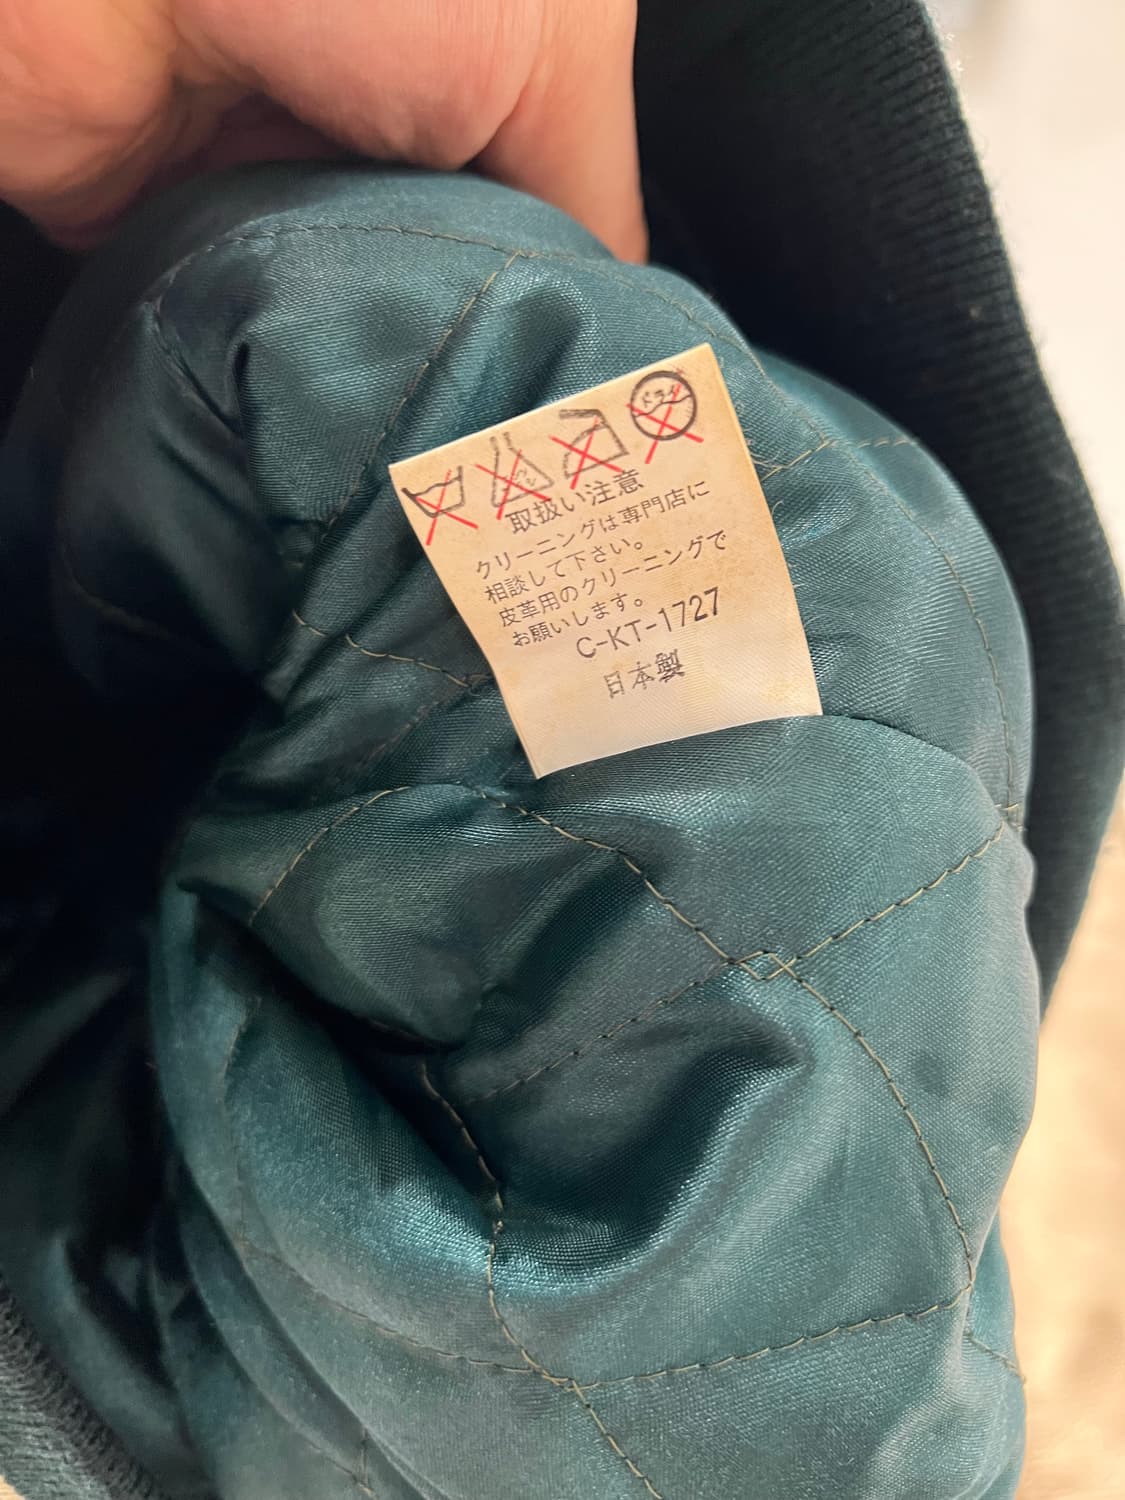 ドライ
取扱い注意
クリーニングは専門店に
相談して下さい。
皮革用のクリーニングで
お願いします。
C-KT-1727
日本製